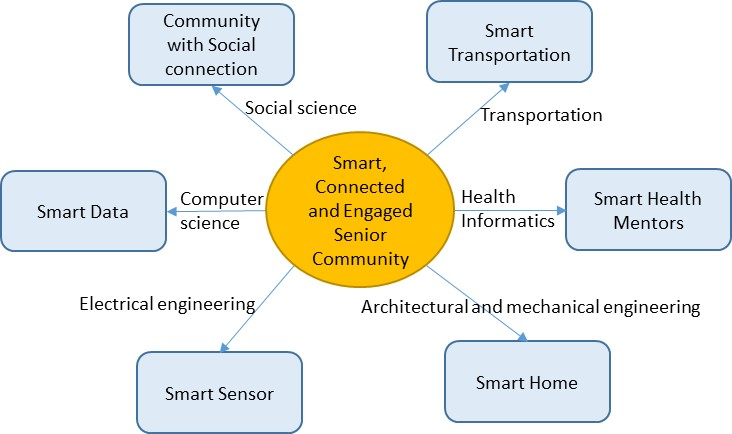 Community
with Social
connection
Smart
Transportation
Social science
Transportation
Smart,
Connected
and Engaged
Senior
Community
Computer
science
Smart Data
Health
Informatics
Smart Health
Mentors
Electrical engineering
Architectural and mechanical engineering
Smart Sensor
Smart Home